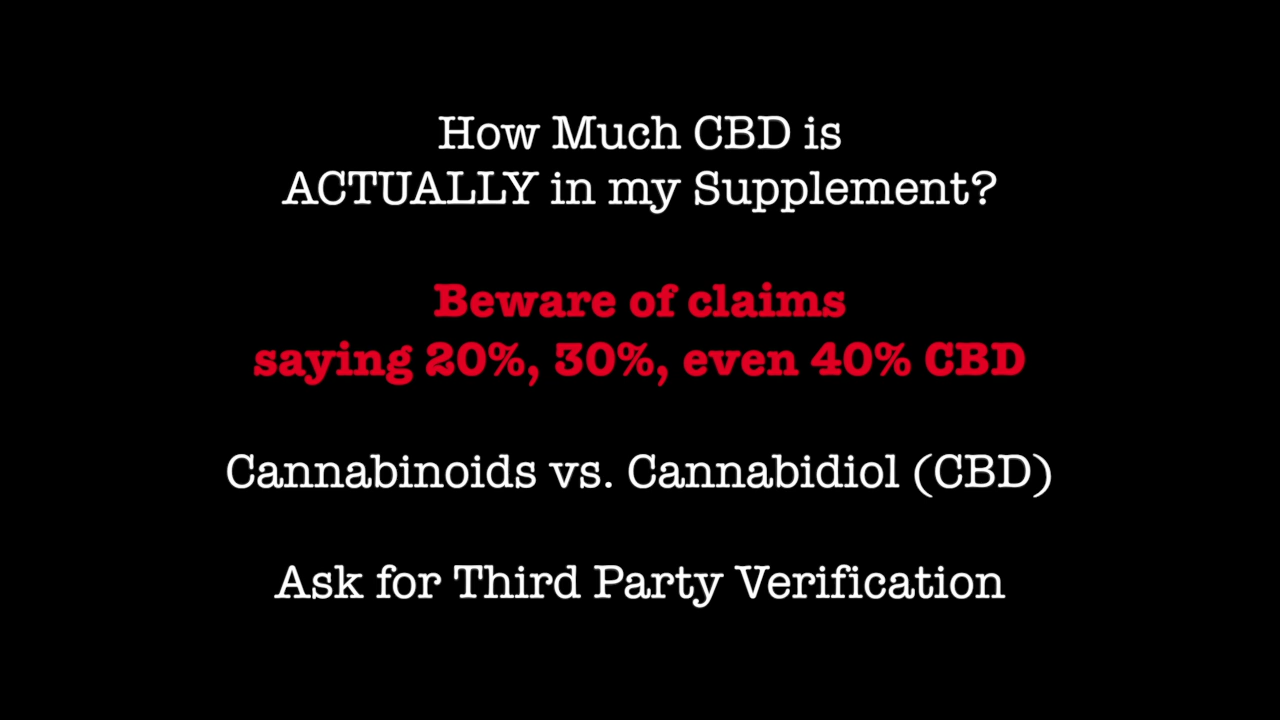 How Much CBD is
ACTUALLY in my Supplement?
Beware of claims
saying 20%, 30%, even 40% CBD
Cannabinoids vs. Cannabidiol (CBD)
Ask for Third Party Verification